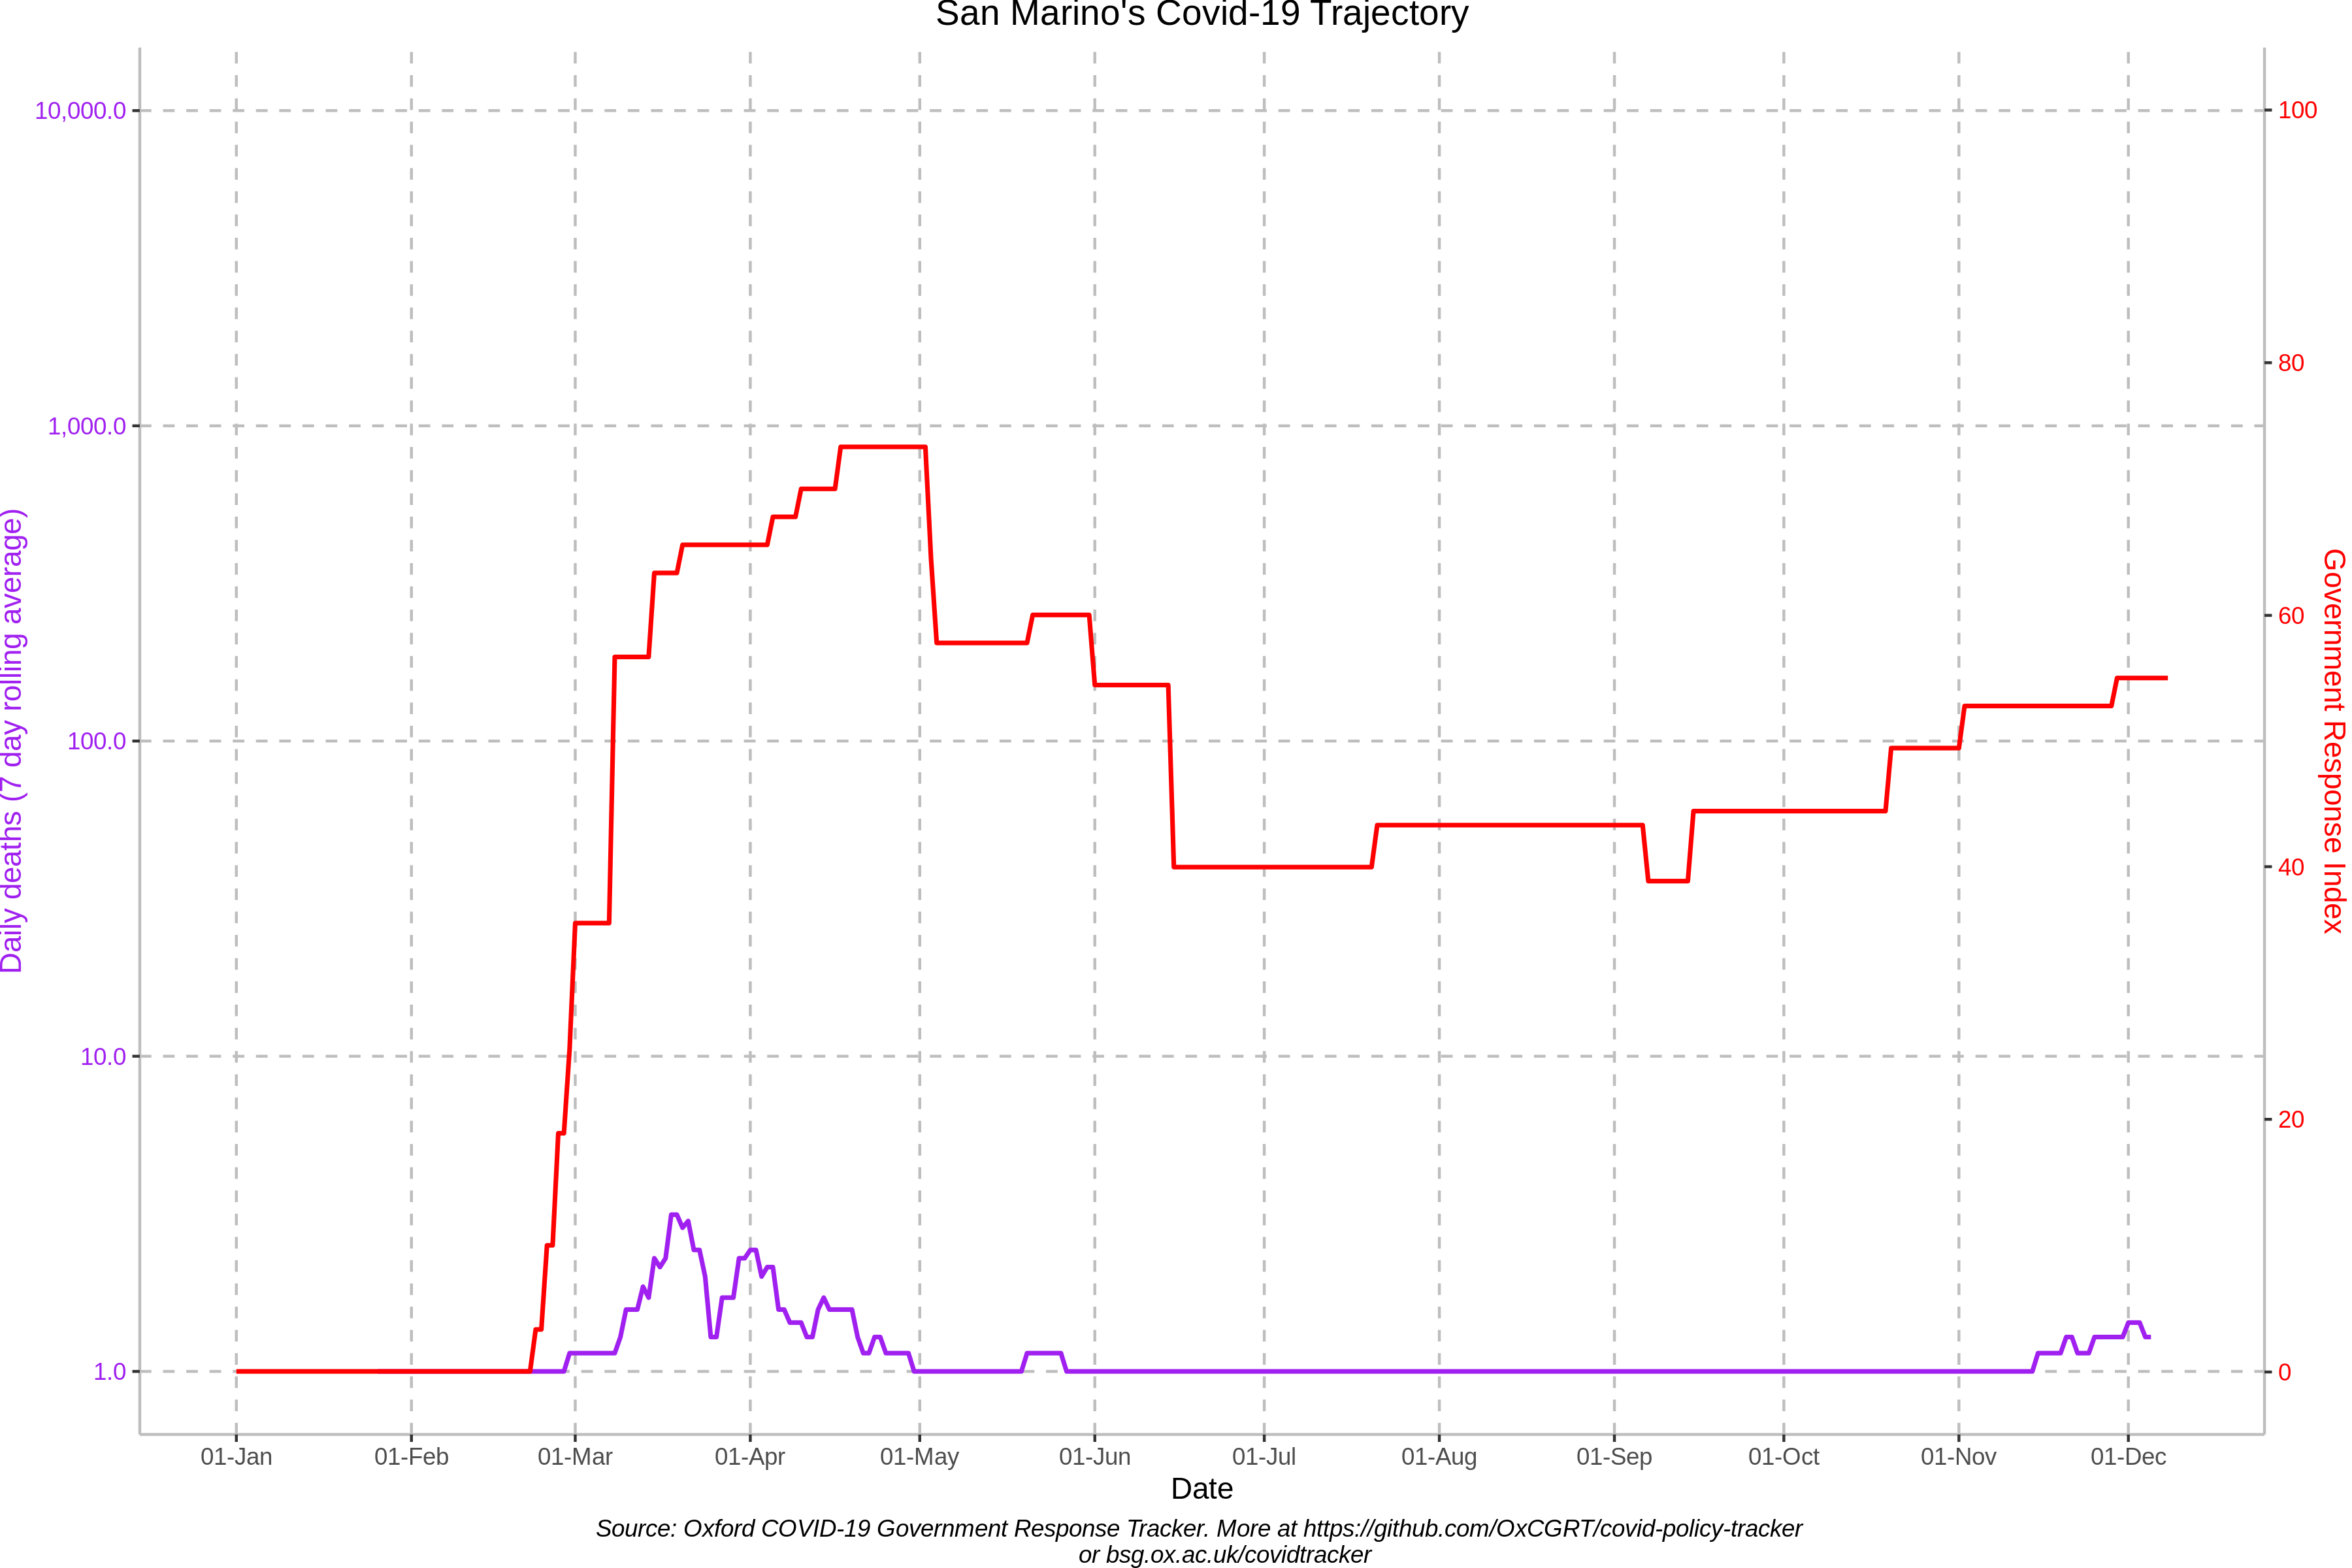 San Marino's Covid-19 Trajectory
10,000.0
1,000.0
100.0
10.0
1.0
Daily deaths (7 day rolling average)
100
80
60
40
20
0
Government Response Index
01-Jan 01-Feb 01-Mar 01-Apr 01-May 01-Jun 01-Jul 01-Aug 01-Sep 01-Oct 01-Nov 01-Dec
Date
Source: Oxford COVID-19 Government Response Tracker. More at https://github.com/OxCGRT/covid-policy-tracker
or bsg.ox.ac.uk/covidtracker